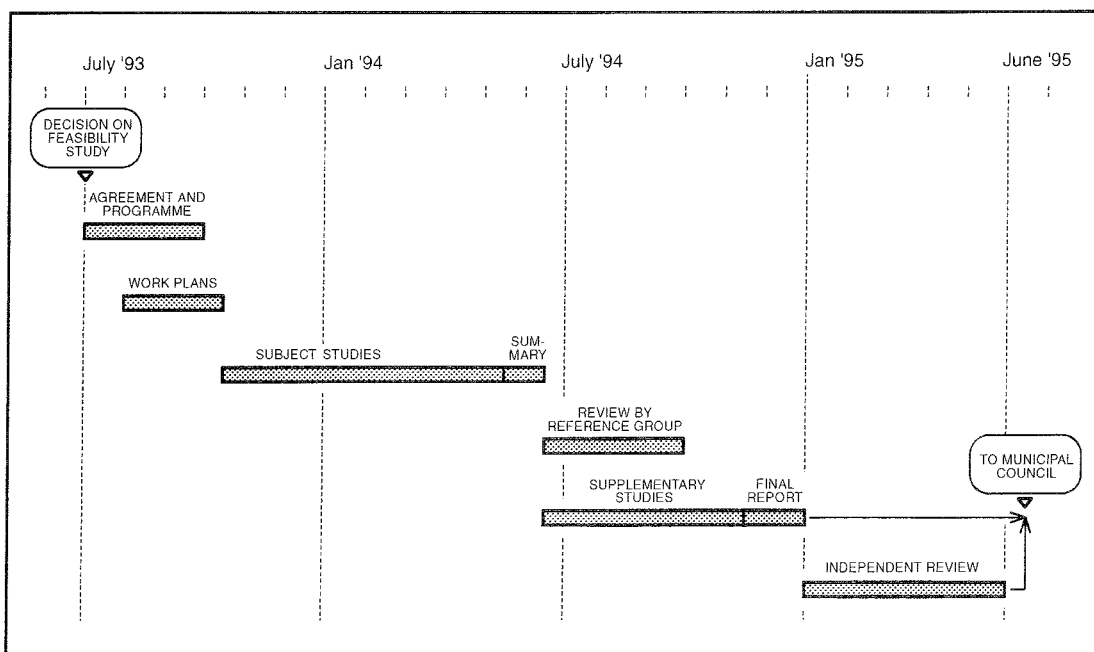 July '93
Jan '94
July '94
Jan '95
June '95
DECISION ON
FEASIBILITY
STUDY
AGREEMENT AND
PROGRAMME
WORK PLANS
SUBJECT STUDIES
SUM-
MARY
REVIEW BY
REFERENCE GROUP
TO MUNICIPAL
COUNCIL
SUPPLEMENTARY
STUDIES
FINAL
REPORT
INDEPENDENT REVIEW